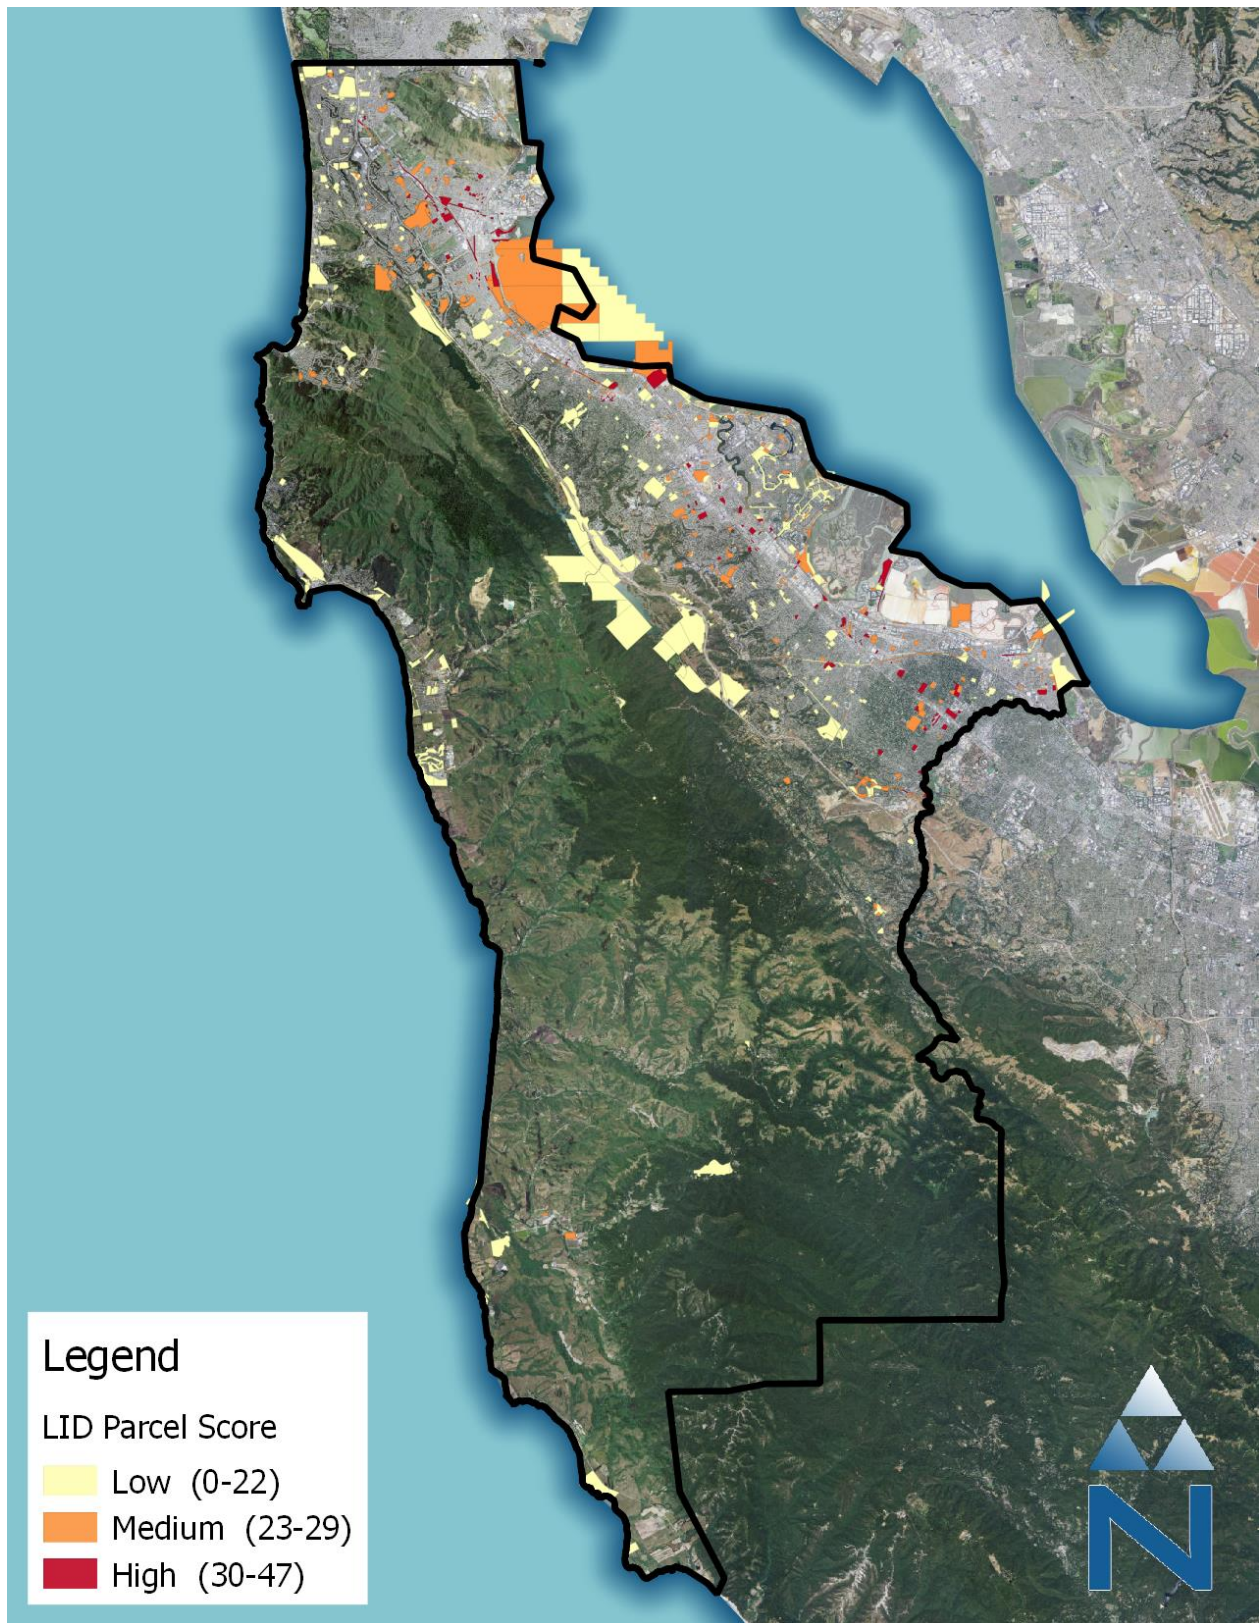 Legend
LID Parcel Score
Low (0-22)
Medium (23-29)
High (30-47)
N